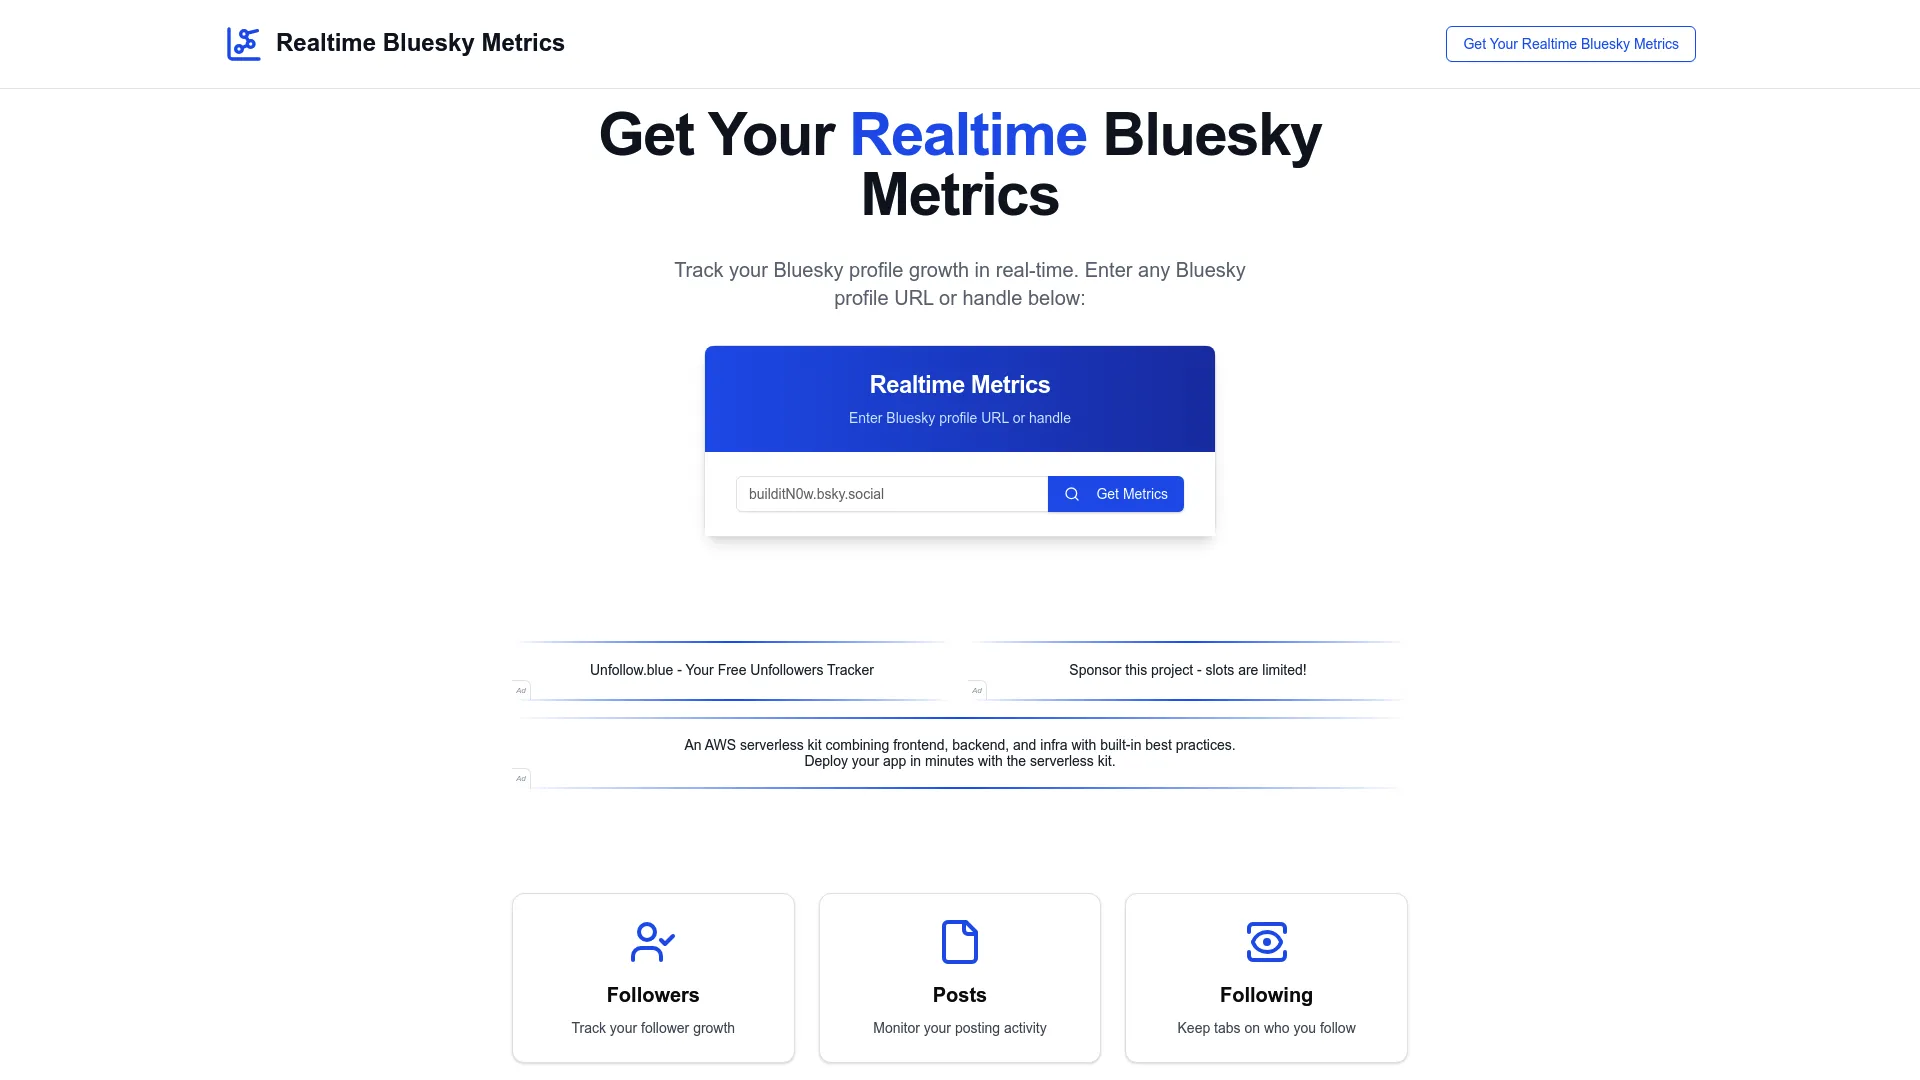 Realtime Bluesky Metrics
Get Your Realtime Bluesky Metrics
Get Your Realtime Bluesky
Metrics
Track your Bluesky profile growth in real-time. Enter any Bluesky
profile URL or handle below:
Realtime Metrics
Enter Bluesky profile URL or handle
builditN0w.bsky.social
Get Metrics
Unfollow.blue - Your Free Unfollowers Tracker
Ad
Sponsor this project - slots are limited!
Ad
An AWS serverless kit combining frontend, backend, and infra with built-in best practices.
Deploy your app in minutes with the serverless kit.
Ad
Followers
Track your follower growth
Posts
Monitor your posting activity
Following
Keep tabs on who you follow